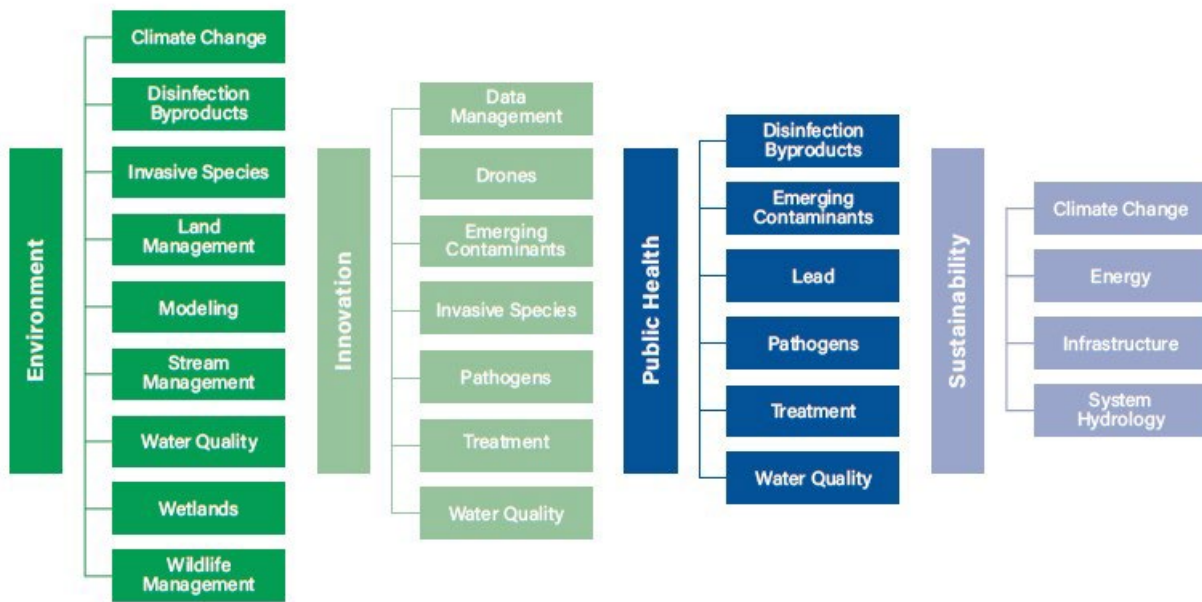 Environment
Climate Change
Disinfection
Byproducts
Invasive Species
Land
Management
Modeling
Stream
Management
Water Quality
Wetlands
Wildlife
Management
Innovation
Data
Management
Drones
Emerging
Contaminants
Invasive Species
Pathogens
Treatment
Water Quality
Public Health
Disinfection
Byproducts
Emerging
Contaminants
Lead
Pathogens
Treatment
Water Quality
Sustainability
Climate Change
Energy
Infrastructure
System
Hydrology